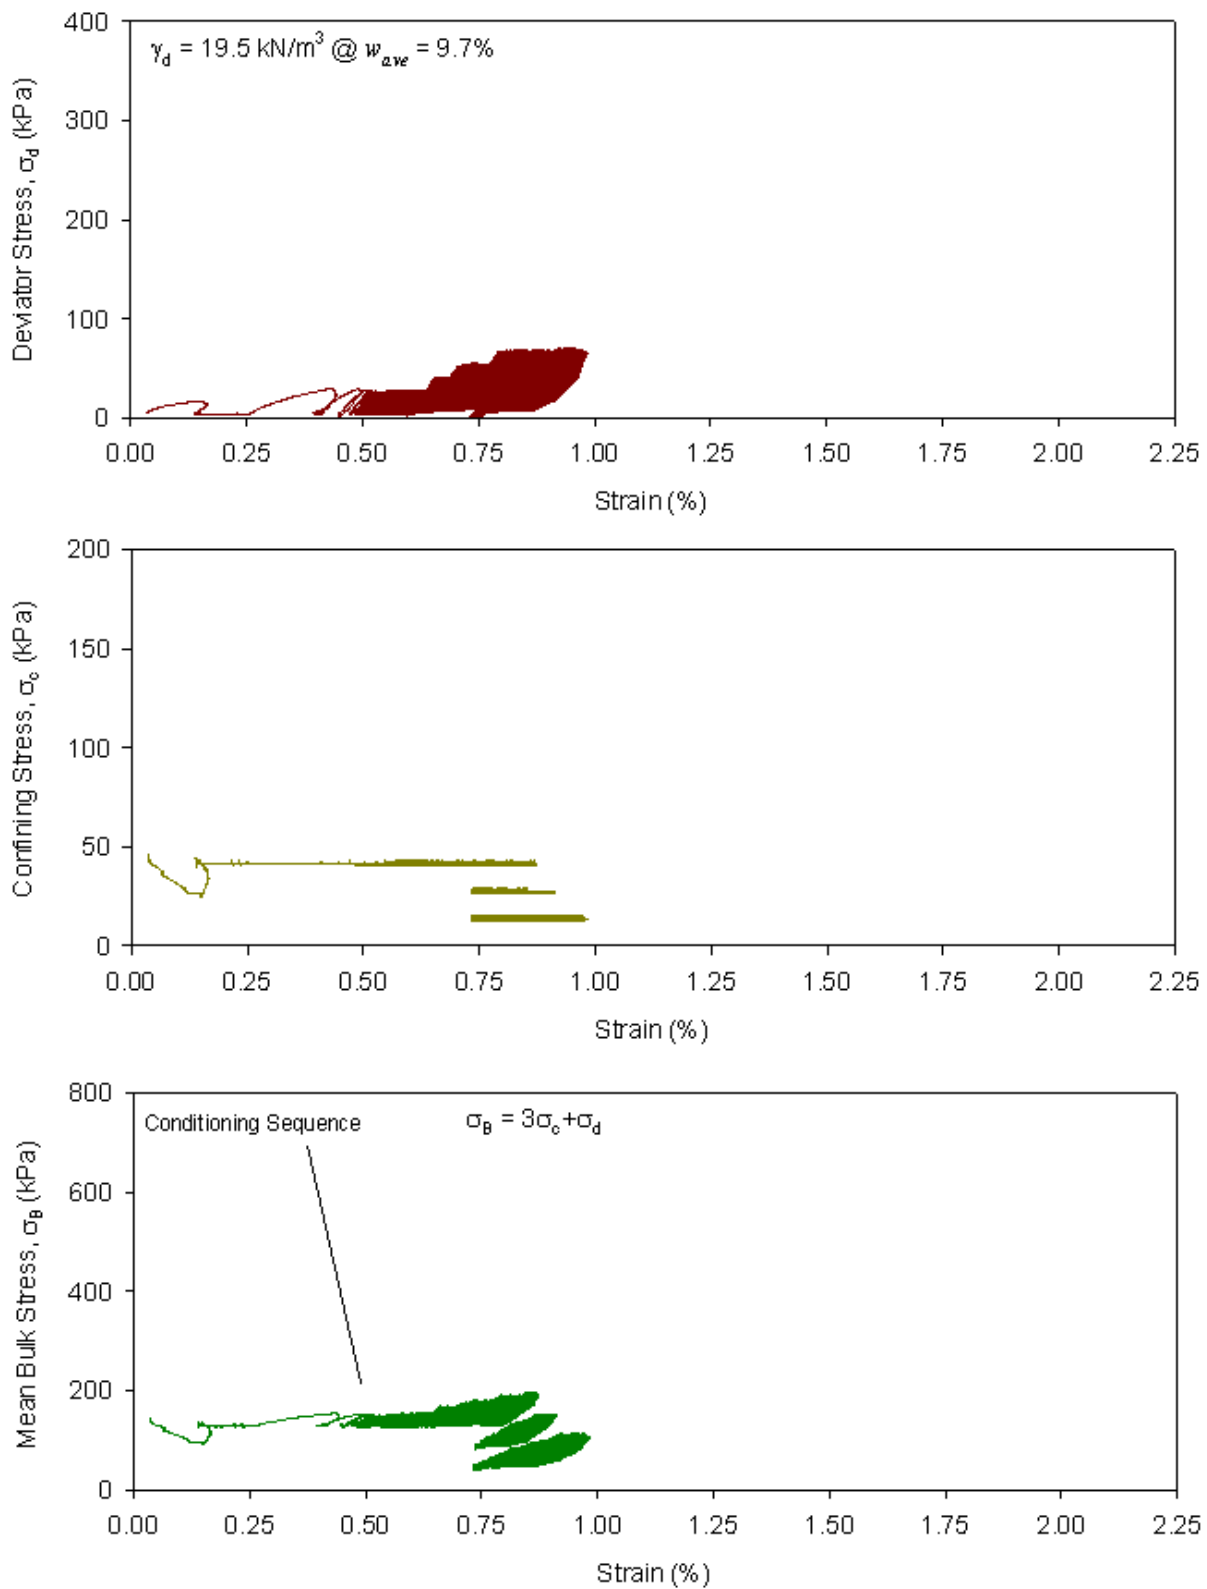 400
γd = 19.5 kN/m³ @ wave = 9.7%
300
200
100
0
Deviator Stress, σd (kPa)
0.00 0.25 0.50 0.75 1.00 1.25 1.50 1.75 2.00 2.25
Strain (%)
200
150
100
50
0
Confining Stress, σc (kPa)
0.00 0.25 0.50 0.75 1.00 1.25 1.50 1.75 2.00 2.25
Strain (%)
800
Conditioning Sequence
σB = 3σc+σd
600
400
200
0
Mean Bulk Stress, σB (kPa)
0.00 0.25 0.50 0.75 1.00 1.25 1.50 1.75 2.00 2.25
Strain (%)